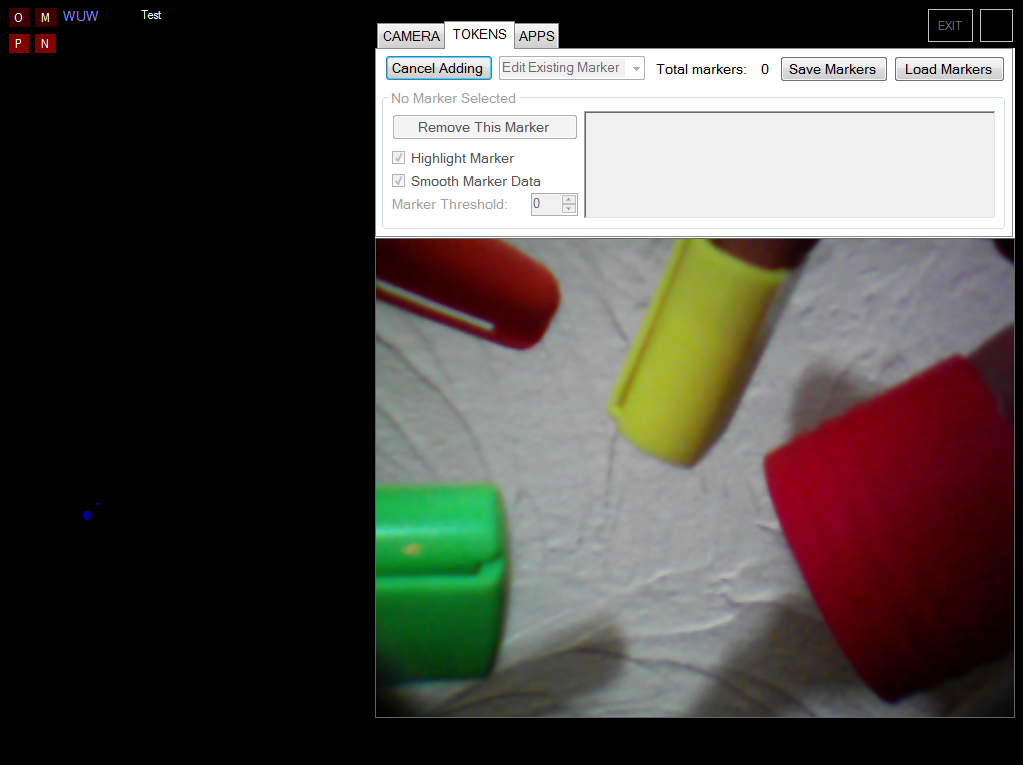 O M WUW Test
P N
EXIT
CAMERA TOKENS APPS
Cancel Adding Edit Existing Marker Total markers: 0 Save Markers Load Markers
No Marker Selected
Remove This Marker
Highlight Marker
Smooth Marker Data
Marker Threshold: 0